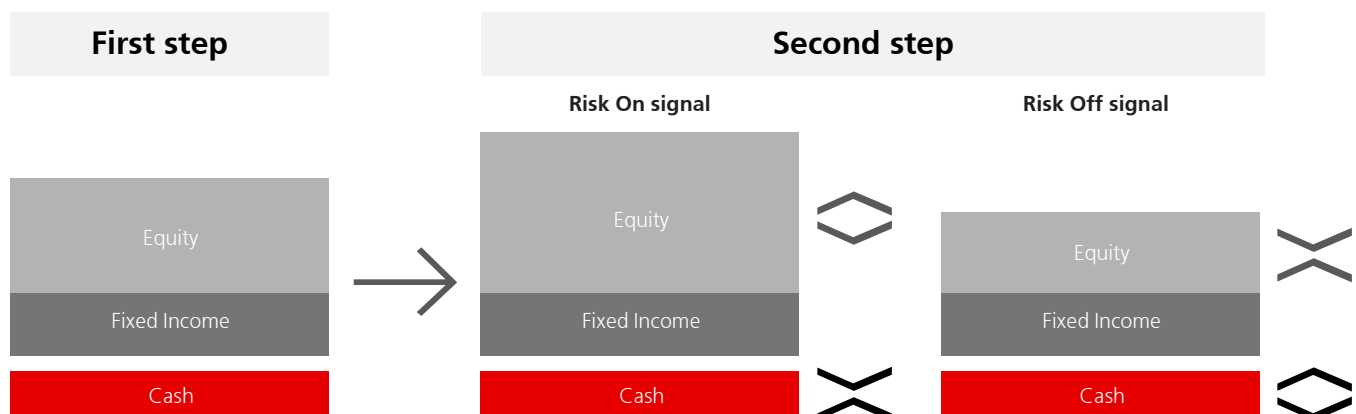 First step
Second step
Risk On signal
Risk Off signal
Equity
Fixed Income
Cash
Equity
Fixed Income
Cash
Equity
Fixed Income
Cash